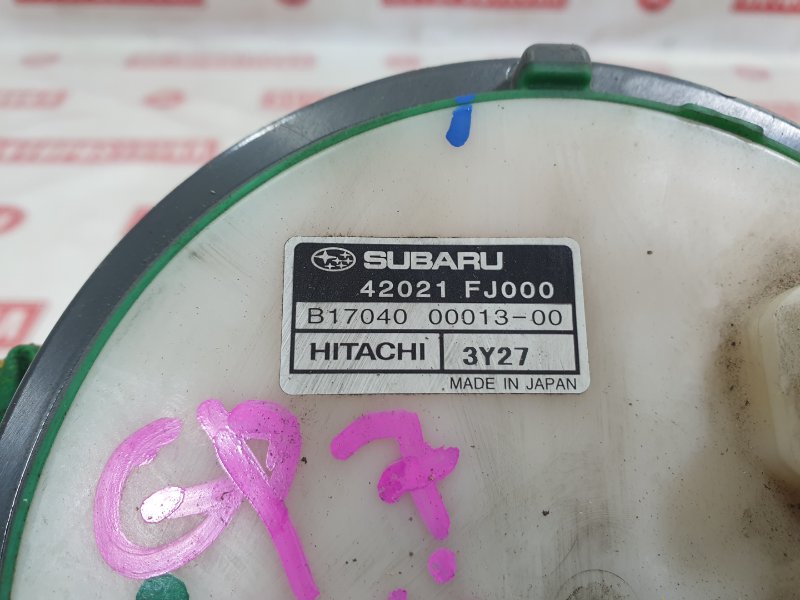 SUBARU
42021 FJ000
B17040 00013-00
HITACHI 3Y27
MADE IN JAPAN
GP7